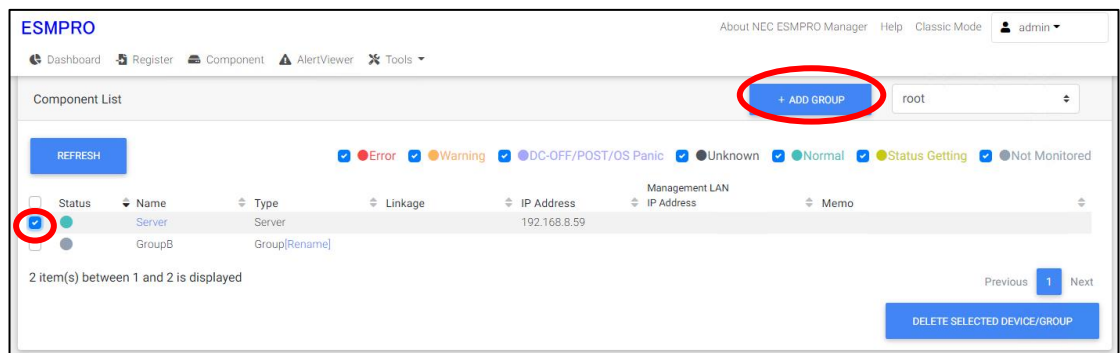 ESMPRO
About NEC ESMPRO Manager Help Classic Mode admin
Dashboard Register Component AlertViewer Tools
Component List + ADD GROUP root
REFRESH Error Warning DC-OFF/POST/OS Panic Unknown Normal Status Getting Not Monitored
Status Name Type Linkage IP Address Management LAN IP Address Memo
Server Server 192.168.8.59
GroupB Group[Rename]
2 item(s) between 1 and 2 is displayed
Previous 1 Next
DELETE SELECTED DEVICE/GROUP